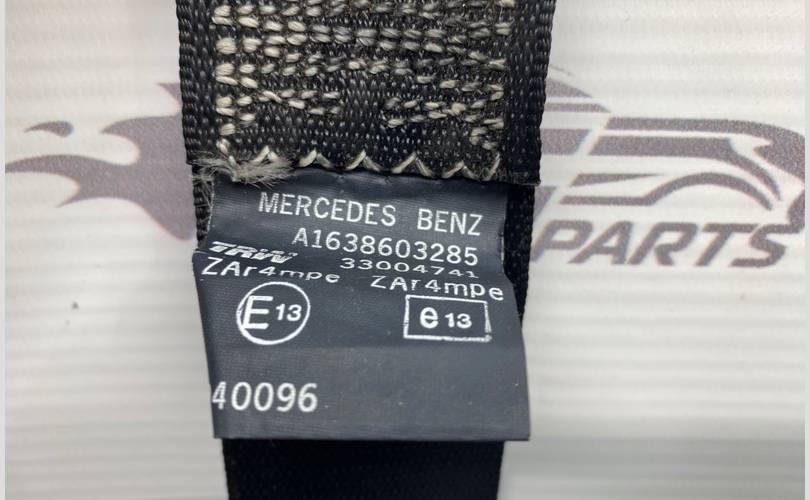 MERCEDES BENZ
A1638603285
TRW 33004741
ZAr4mpe ZAr4mpe
E13 e13
40096
PARTS